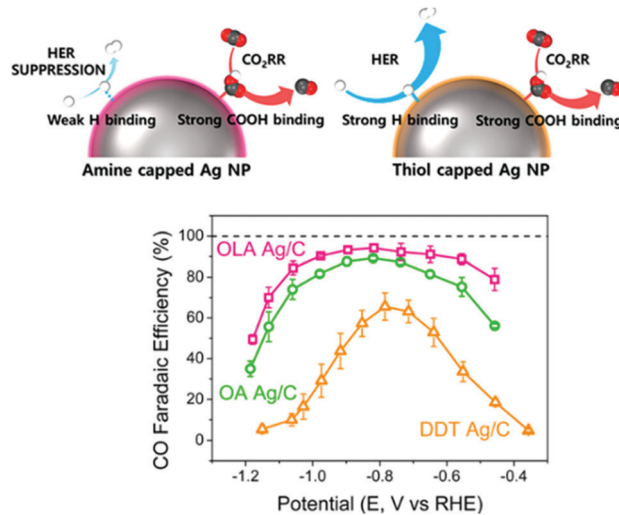 HER
SUPPRESSION
CO₂RR
Weak H binding
Strong COOH binding
Amine capped Ag NP
HER
CO₂RR
Strong H binding
Strong COOH binding
Thiol capped Ag NP
CO Faradaic Efficiency (%)
100
80
60
40
20
0
OLA Ag/C
OA Ag/C
DDT Ag/C
-1.2
-1.0
-0.8
-0.6
-0.4
Potential (E, V vs RHE)